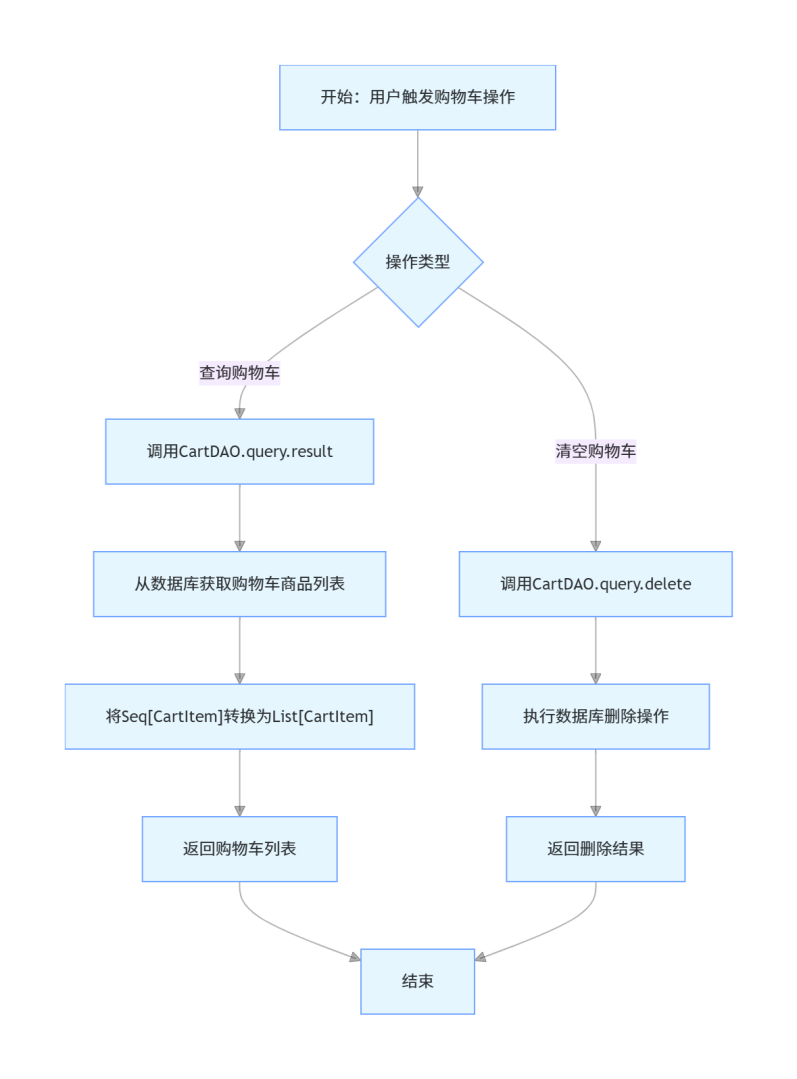 开始：用户触发购物车操作
操作类型
查询购物车
调用CartDAO.query.result
清空购物车
从数据库获取购物车商品列表
调用CartDAO.query.delete
将Seq[CartItem]转换为List[CartItem]
执行数据库删除操作
返回购物车列表
返回删除结果
结束